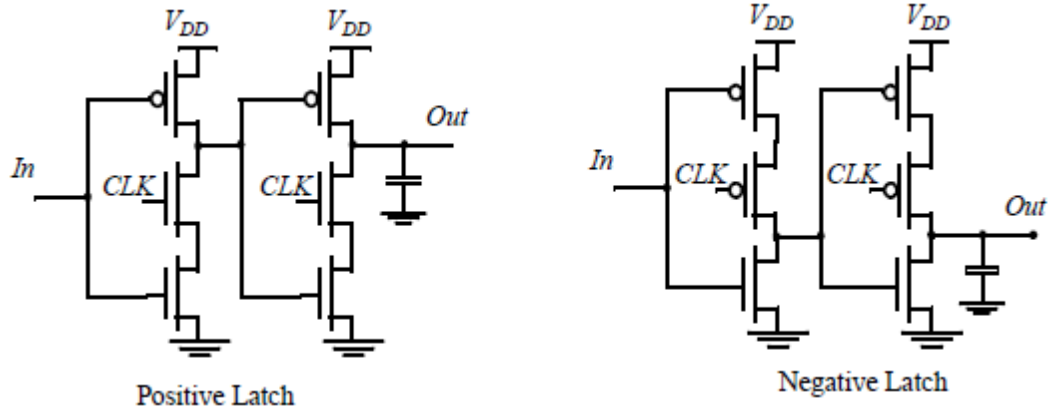 V_DD V_DD
Out
In
CLK CLK
Positive Latch
V_DD V_DD
In
CLK CLK
Out
Negative Latch